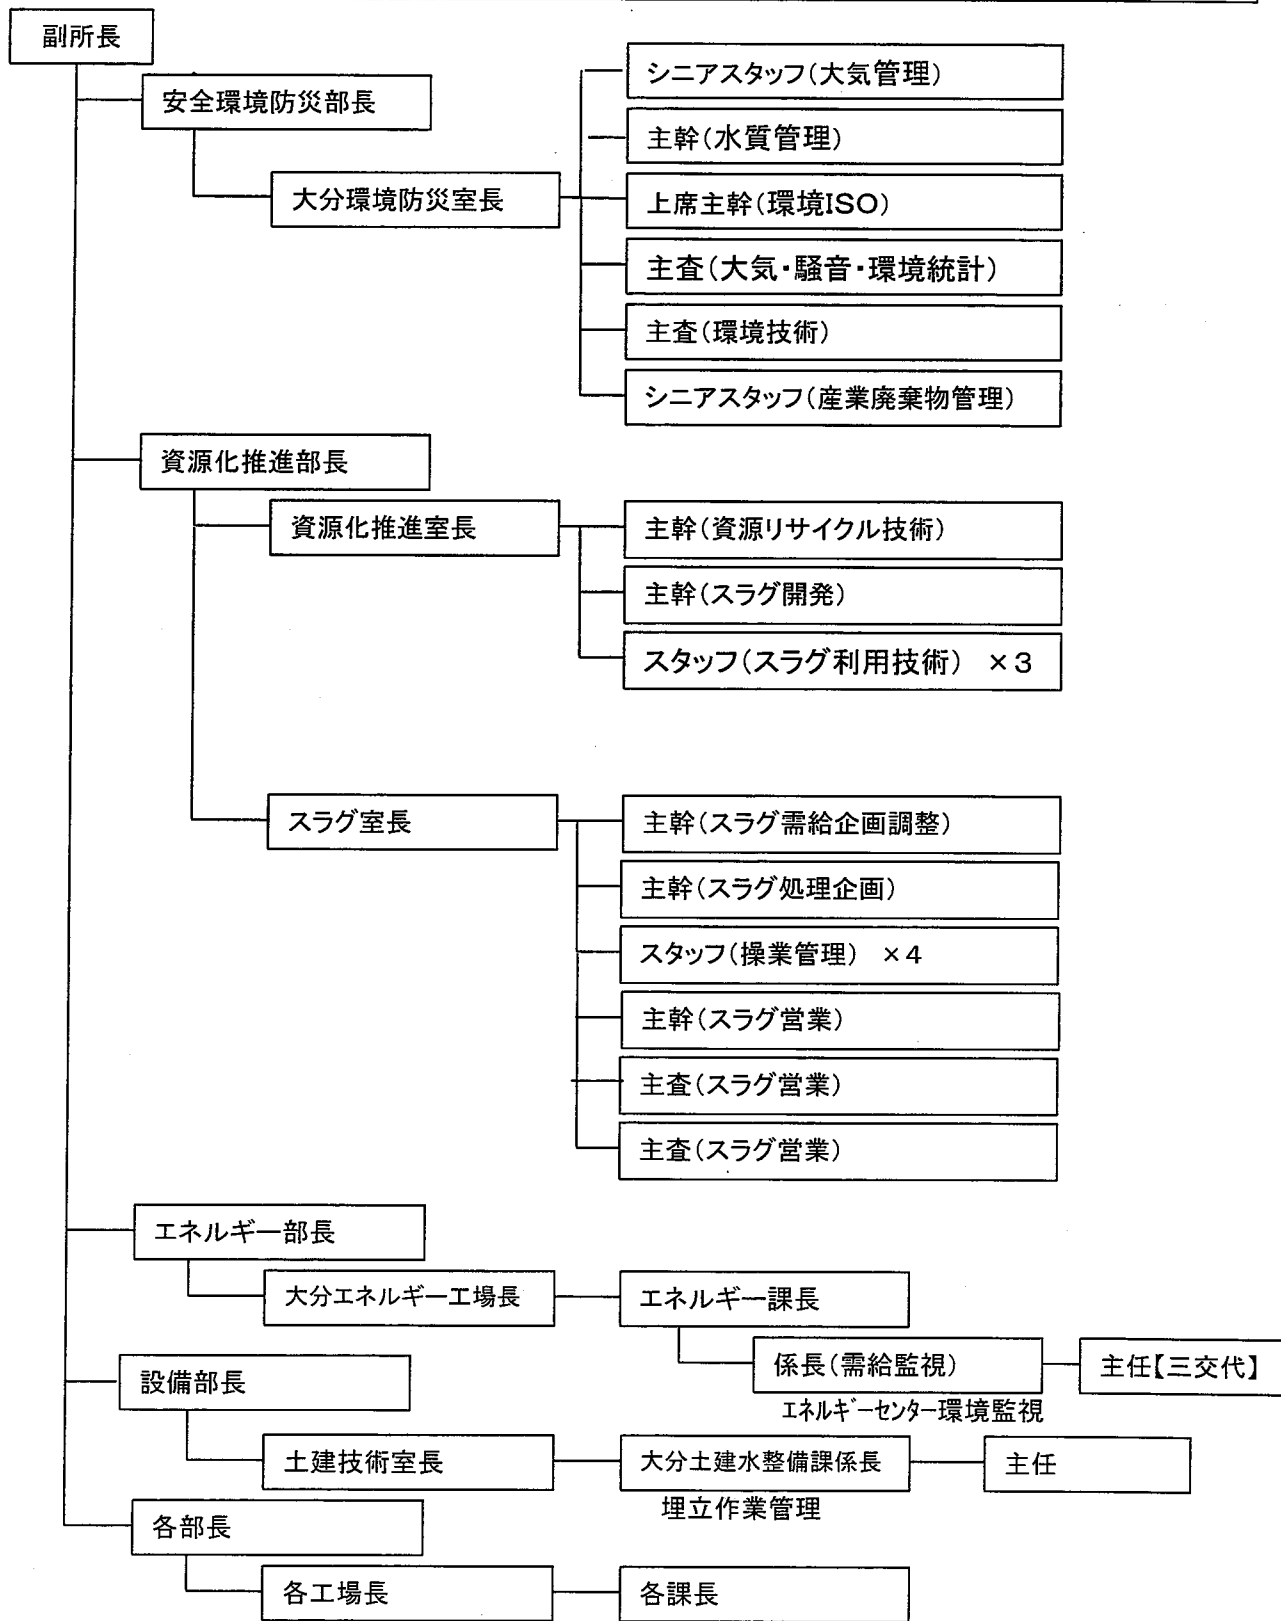 副所長
安全環境防災部長
大分環境防災室長
シニアスタッフ(大気管理)
主幹(水質管理)
上席主幹(環境ISO)
主査(大気・騒音・環境統計)
主査(環境技術)
シニアスタッフ(産業廃棄物管理)
資源化推進部長
資源化推進室長
主幹(資源リサイクル技術)
主幹(スラグ開発)
スタッフ(スラグ利用技術) ×3
スラグ室長
主幹(スラグ需給企画調整)
主幹(スラグ処理企画)
スタッフ(操業管理) ×4
主幹(スラグ営業)
主査(スラグ営業)
主査(スラグ営業)
エネルギー部長
大分エネルギー工場長
エネルギー課長
係長(需給監視)
主任【三交代】
エネルギーセンター環境監視
設備部長
土建技術室長
大分土建水整備課係長
主任
埋立作業管理
各部長
各工場長
各課長